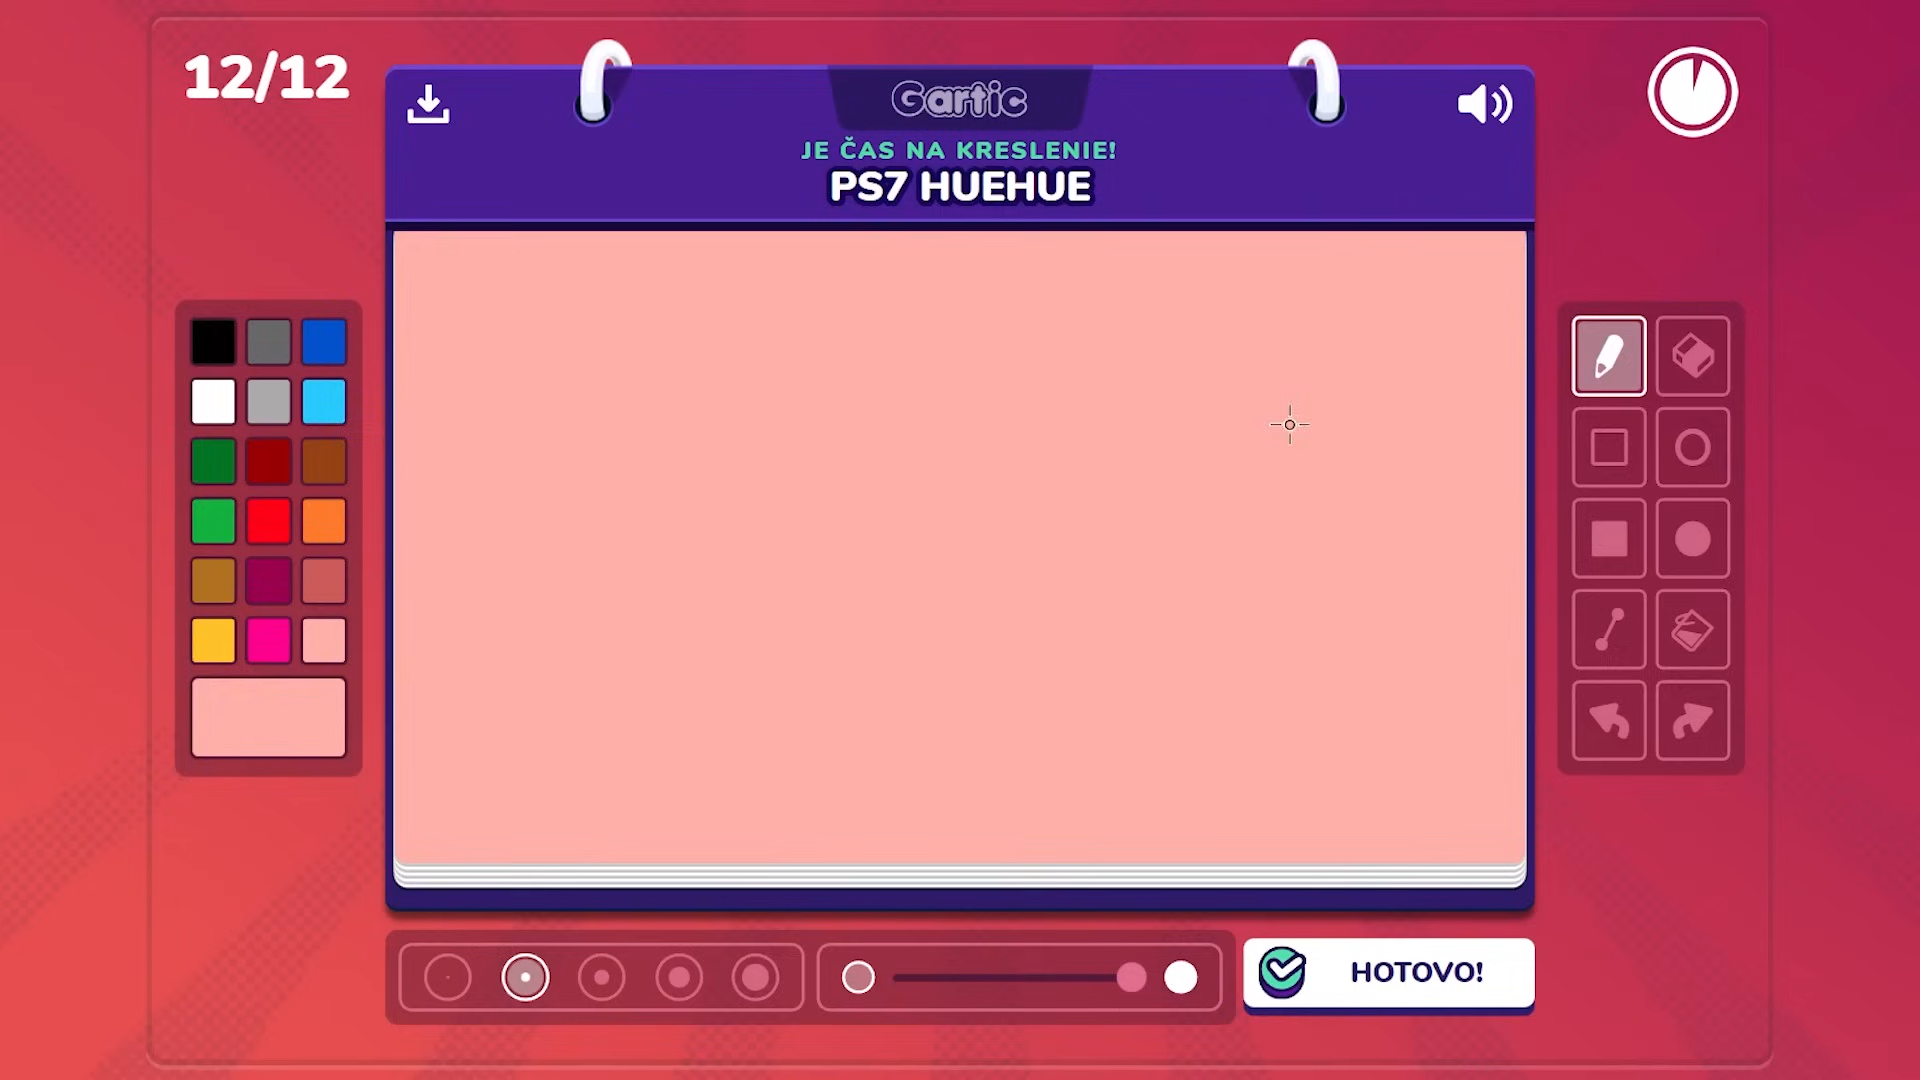 12/12
Gartic
JE ČAS NA KRESLENIE!
PS7 HUEHUE
HOTOVO!